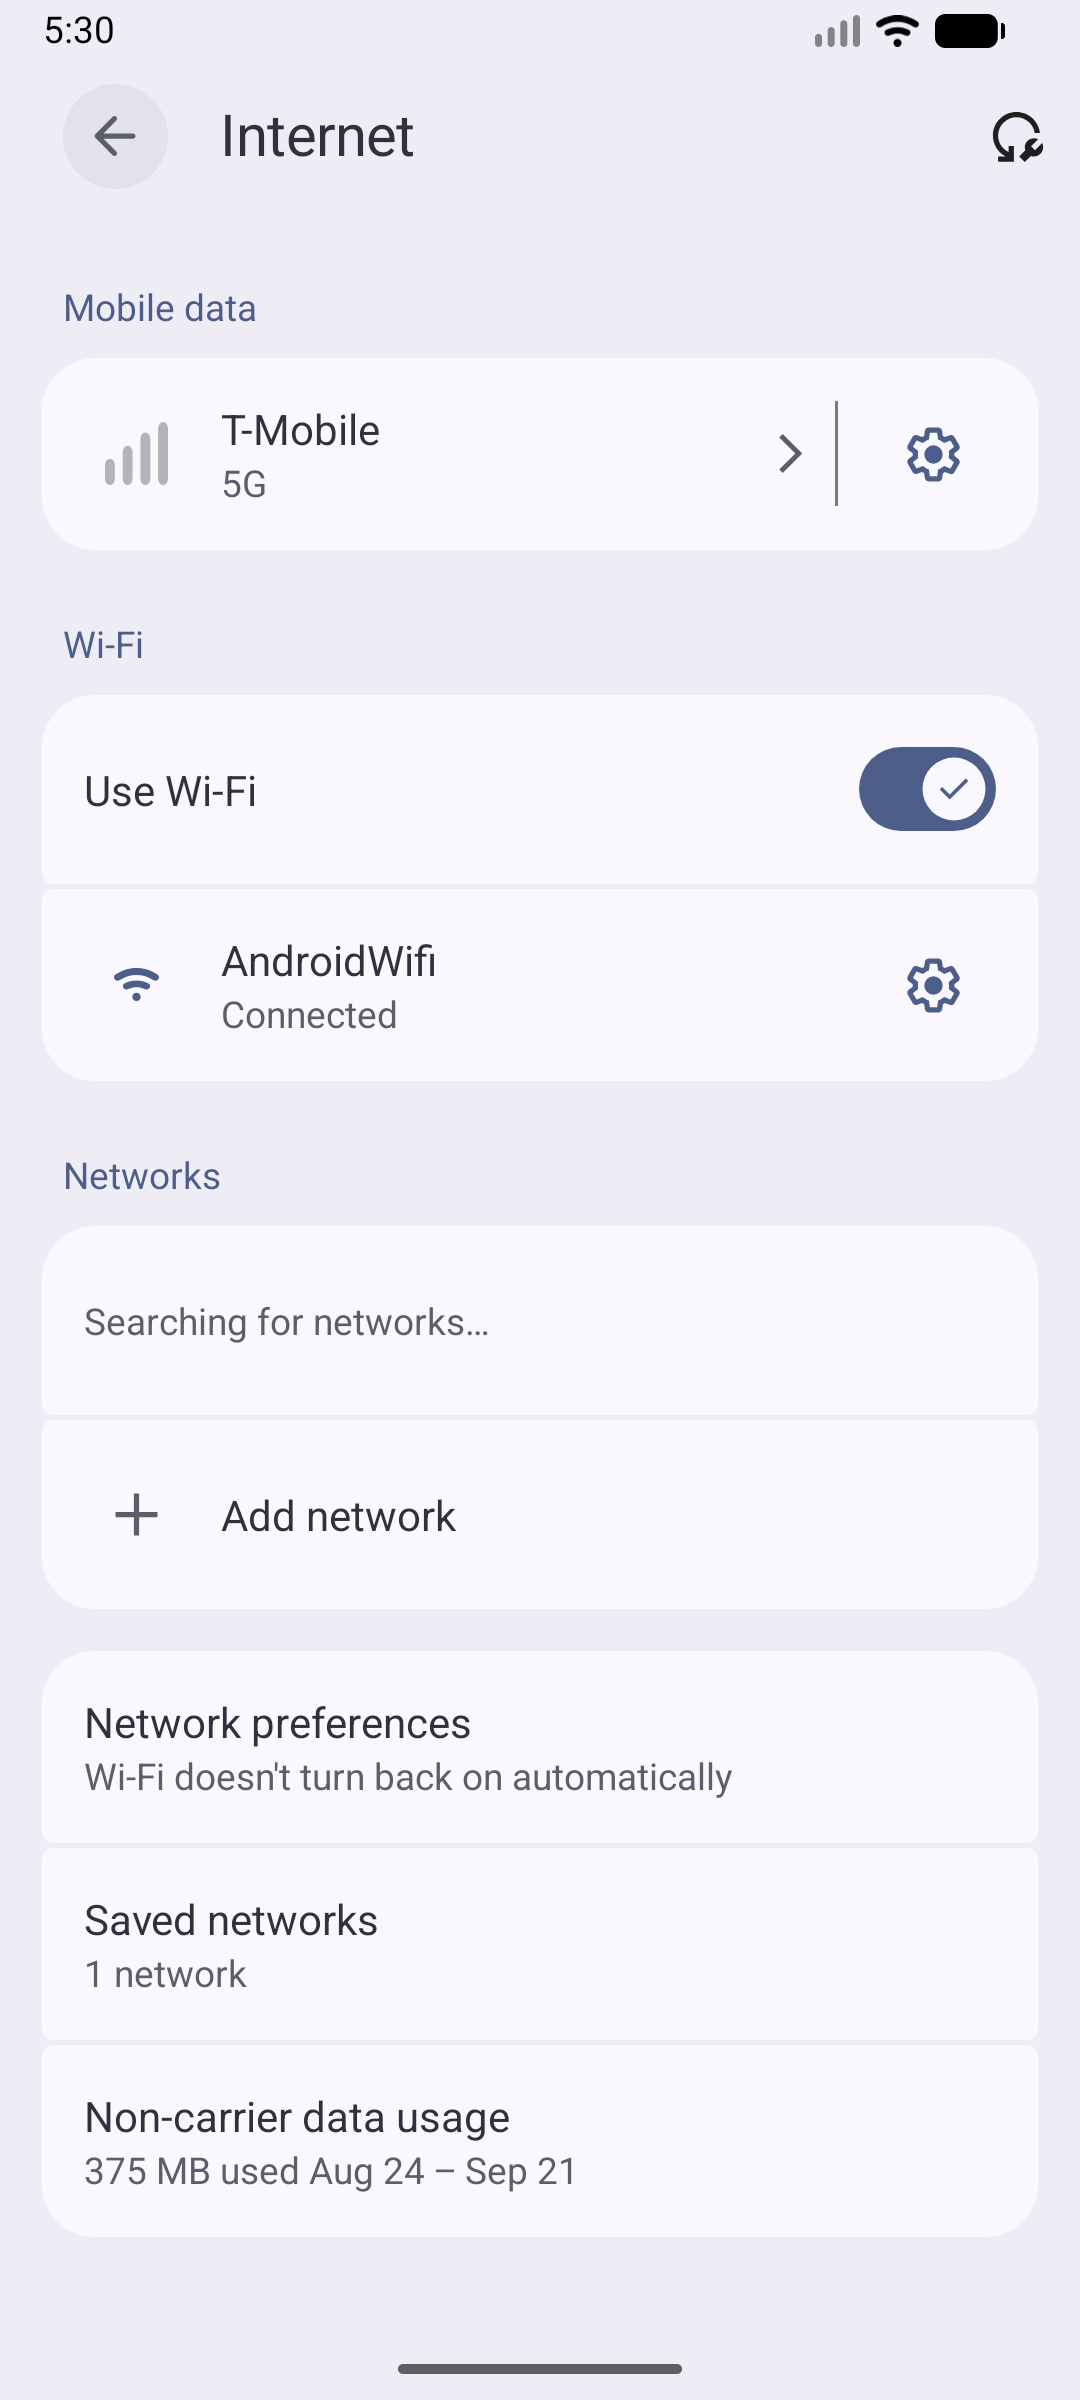 5:30
Internet
Mobile data
T-Mobile
5G
Wi-Fi
Use Wi-Fi
AndroidWifi
Connected
Networks
Searching for networks…
Add network
Network preferences
Wi-Fi doesn't turn back on automatically
Saved networks
1 network
Non-carrier data usage
375 MB used Aug 24 – Sep 21